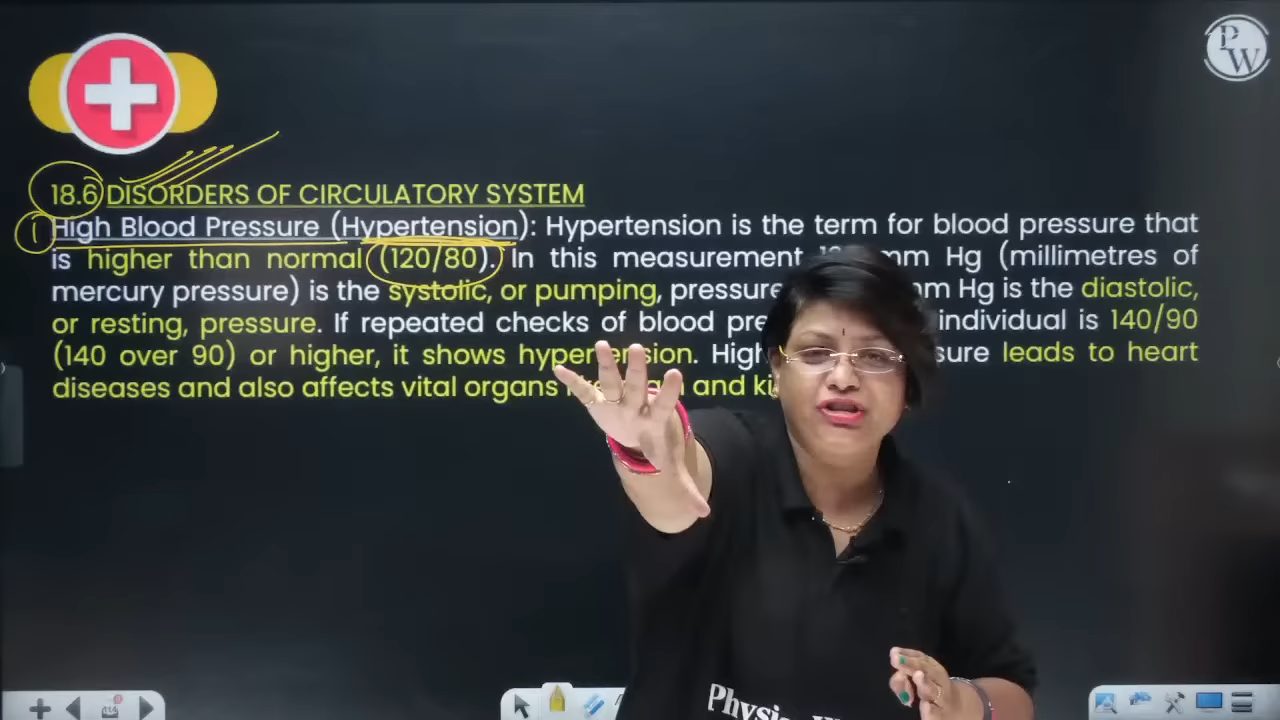 PW
18.6 DISORDERS OF CIRCULATORY SYSTEM
1 High Blood Pressure (Hypertension): Hypertension is the term for blood pressure that
is higher than normal (120/80). In this measurement mm Hg (millimetres of
mercury pressure) is the systolic, or pumping, pressure mm Hg is the diastolic,
or resting, pressure. If repeated checks of blood individual is 140/90
(140 over 90) or higher, it shows hypertension. High leads to heart
diseases and also affects vital organs and
114
Physics